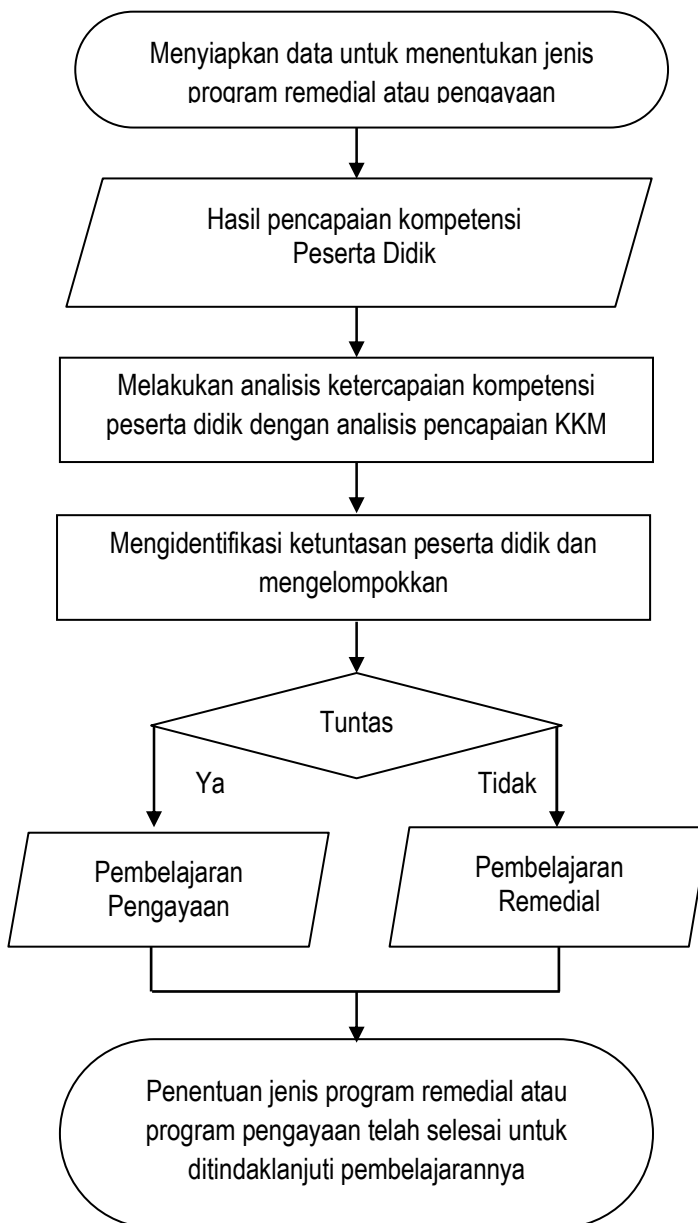 Menyiapkan data untuk menentukan jenis
program remedial atau pengayaan
Hasil pencapaian kompetensi
Peserta Didik
Melakukan analisis ketercapaian kompetensi
peserta didik dengan analisis pencapaian KKM
Mengidentifikasi ketuntasan peserta didik dan
mengelompokkan
Tuntas
Ya
Tidak
Pembelajaran
Pengayaan
Pembelajaran
Remedial
Penentuan jenis program remedial atau
program pengayaan telah selesai untuk
ditindaklanjuti pembelajarannya